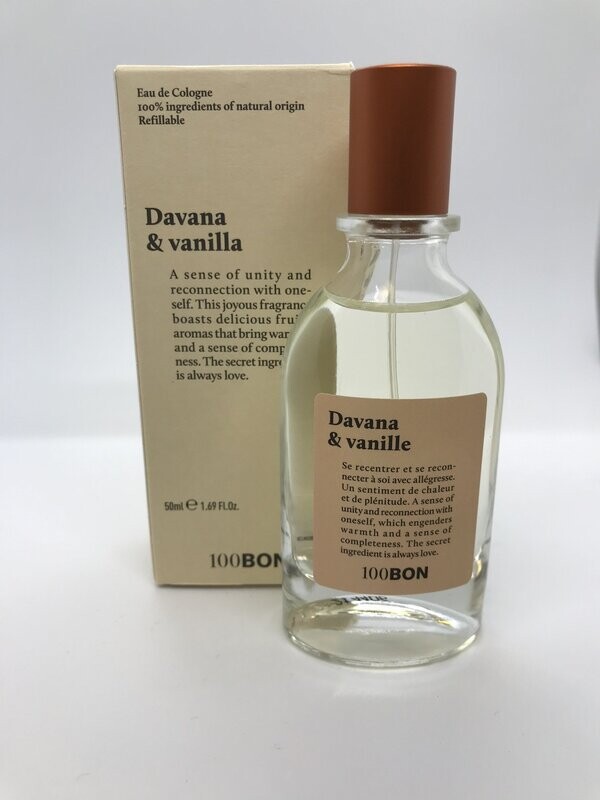 Eau de Cologne
100% ingredients of natural origin
Refillable
Davana
& vanilla
A sense of unity and
reconnection with one-
self. This joyous fragranc
boasts delicious frui
aromas that bring war
and a sense of comp
ness. The secret ingre
is always love.
50ml ℮ 1.69 Fl.Oz.
100BON
Davana
& vanille
Se recentrer et se recon-
necter à soi avec allégresse.
Un sentiment de chaleur
et de plénitude. A sense of
unity and reconnection with
oneself, which engenders
warmth and a sense of
completeness. The secret
ingredient is always love.
100BON